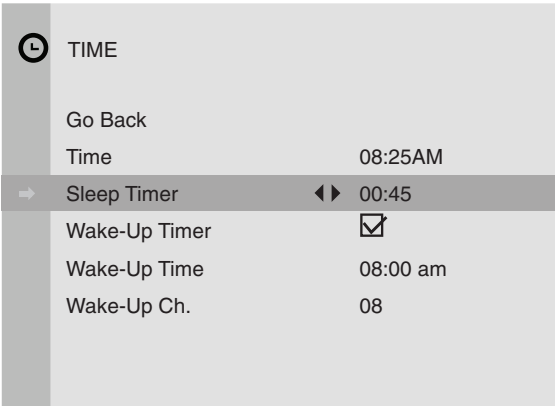 TIME
Go Back
Time 08:25AM
Sleep Timer 00:45
Wake-Up Timer
Wake-Up Time 08:00 am
Wake-Up Ch. 08